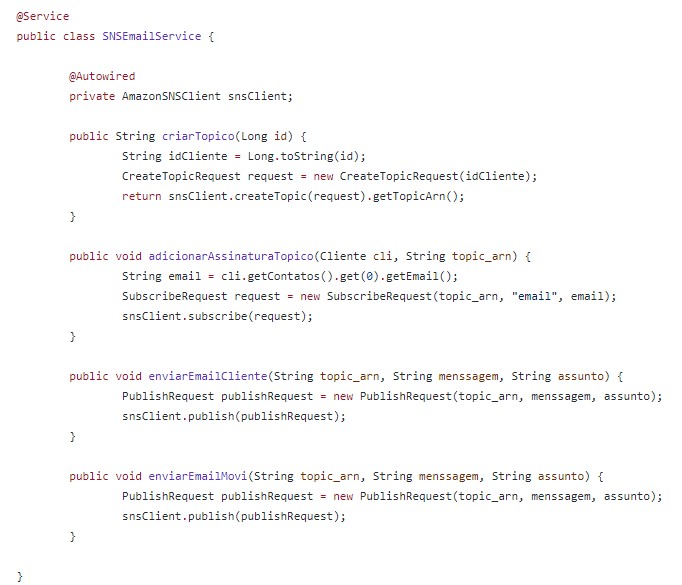 @Service
public class SNSEmailService {
@Autowired
private AmazonSNSClient snsClient;
public String criarTopico(Long id) {
String idCliente = Long.toString(id);
CreateTopicRequest request = new CreateTopicRequest(idCliente);
return snsClient.createTopic(request).getTopicArn();
}
public void adicionarAssinaturaTopico(Cliente cli, String topic_arn) {
String email = cli.getContatos().get(0).getEmail();
SubscribeRequest request = new SubscribeRequest(topic_arn, "email", email);
snsClient.subscribe(request);
}
public void enviarEmailCliente(String topic_arn, String menssagem, String assunto) {
PublishRequest publishRequest = new PublishRequest(topic_arn, menssagem, assunto);
snsClient.publish(publishRequest);
}
public void enviarEmailMovi(String topic_arn, String menssagem, String assunto) {
PublishRequest publishRequest = new PublishRequest(topic_arn, menssagem, assunto);
snsClient.publish(publishRequest);
}
}